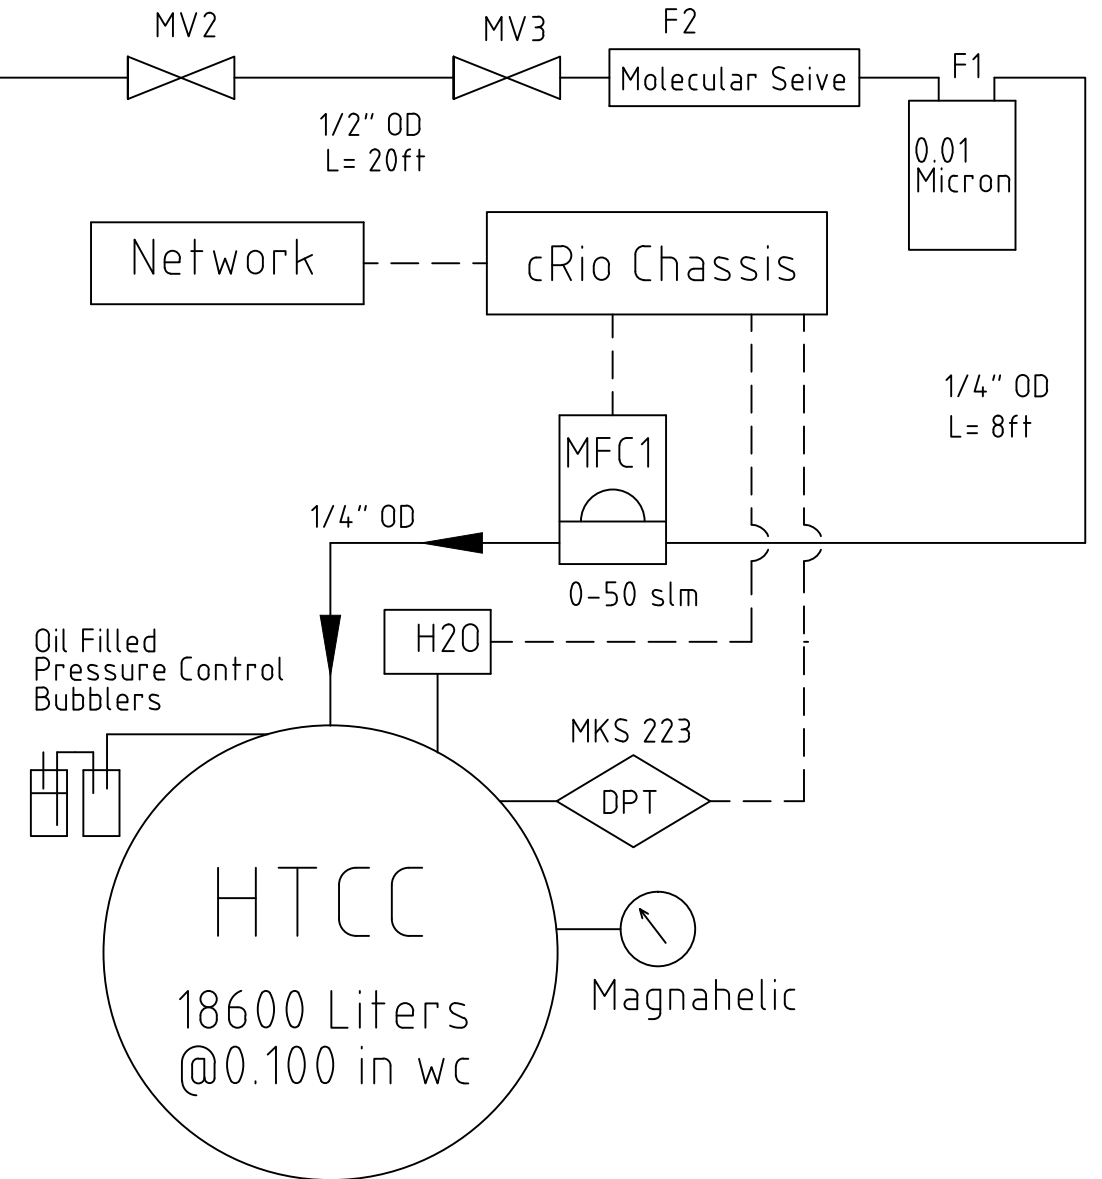 MV2
MV3
F2
Molecular Seive
F1
0.01
Micron
1/2" OD
L= 20ft
Network
cRio Chassis
1/4" OD
L= 8ft
MFC1
1/4" OD
0-50 slm
H2O
Oil Filled
Pressure Control
Bubblers
MKS 223
DPT
HTCC
18600 Liters
@0.100 in wc
Magnahelic